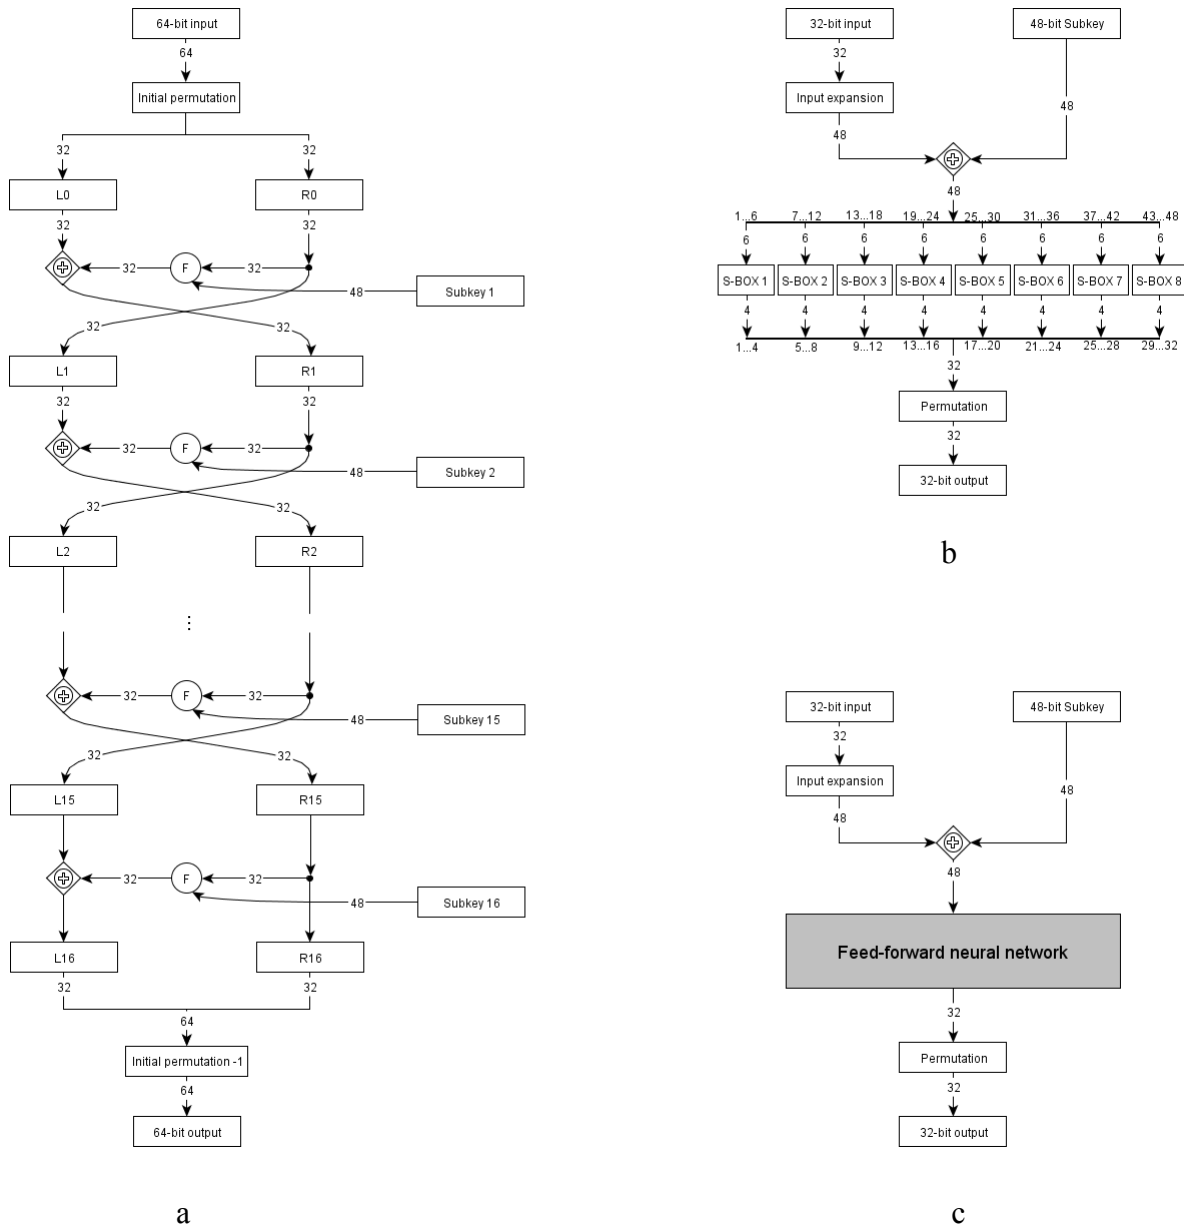 64-bit input
64
Initial permutation
32 32
L0 R0
32 32
32 F 32
48 Subkey 1
32 32
L1 R1
32 32
32 F 32
48 Subkey 2
32 32
L2 R2
⋮
32 F 32
48 Subkey 15
32 32
L15 R15
32 F 32
48 Subkey 16
L16 R16
32 32
64
Initial permutation -1
64
64-bit output
a
32-bit input 48-bit Subkey
32
Input expansion
48
48
48
1...6 7...12 13...18 19...24 25...30 31...36 37...42 43...48
6 6 6 6 6 6 6 6
S-BOX 1 S-BOX 2 S-BOX 3 S-BOX 4 S-BOX 5 S-BOX 6 S-BOX 7 S-BOX 8
4 4 4 4 4 4 4 4
1...4 5...8 9...12 13...16 17...20 21...24 25...28 29...32
32
Permutation
32
32-bit output
b
32-bit input 48-bit Subkey
32
Input expansion
48
48
48
Feed-forward neural network
32
Permutation
32
32-bit output
c